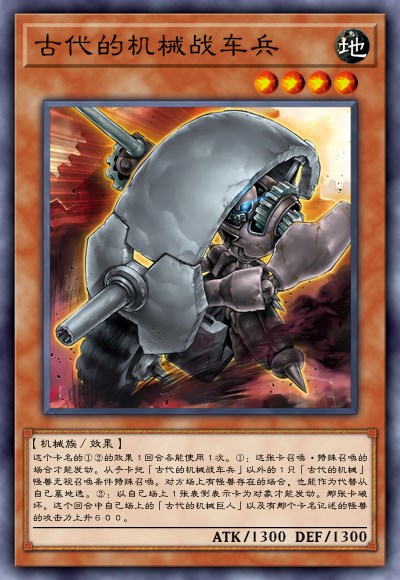 古代的机械战车兵
地
【机械族／效果】
这个卡名的①②的效果1回合各能使用1次。①：这张卡召唤·特殊召唤的
场合才能发动。从手卡把「古代的机械战车兵」以外的1只「古代的机械」
怪兽无视召唤条件特殊召唤。对方场上有怪兽存在的场合，也能作为代替从
自己墓地选。②：以自己场上1张表侧表示卡为对象才能发动。那张卡破
坏。这个回合中自己场上的「古代的机械巨人」以及有那个卡名记述的怪兽
的攻击力上升６００。
ATK/1300 DEF/1300